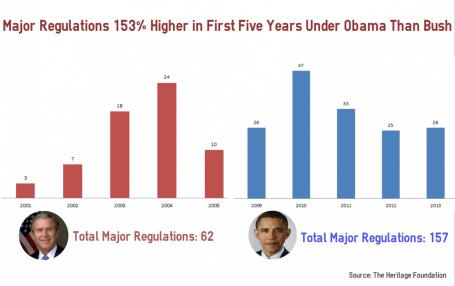 Major Regulations 153% Higher in First Five Years Under Obama Than Bush
3
7
18
24
10
26
47
33
25
26
2001 2002 2003 2004 2005 2009 2010 2011 2012 2013
Total Major Regulations: 62
Total Major Regulations: 157
Source: The Heritage Foundation